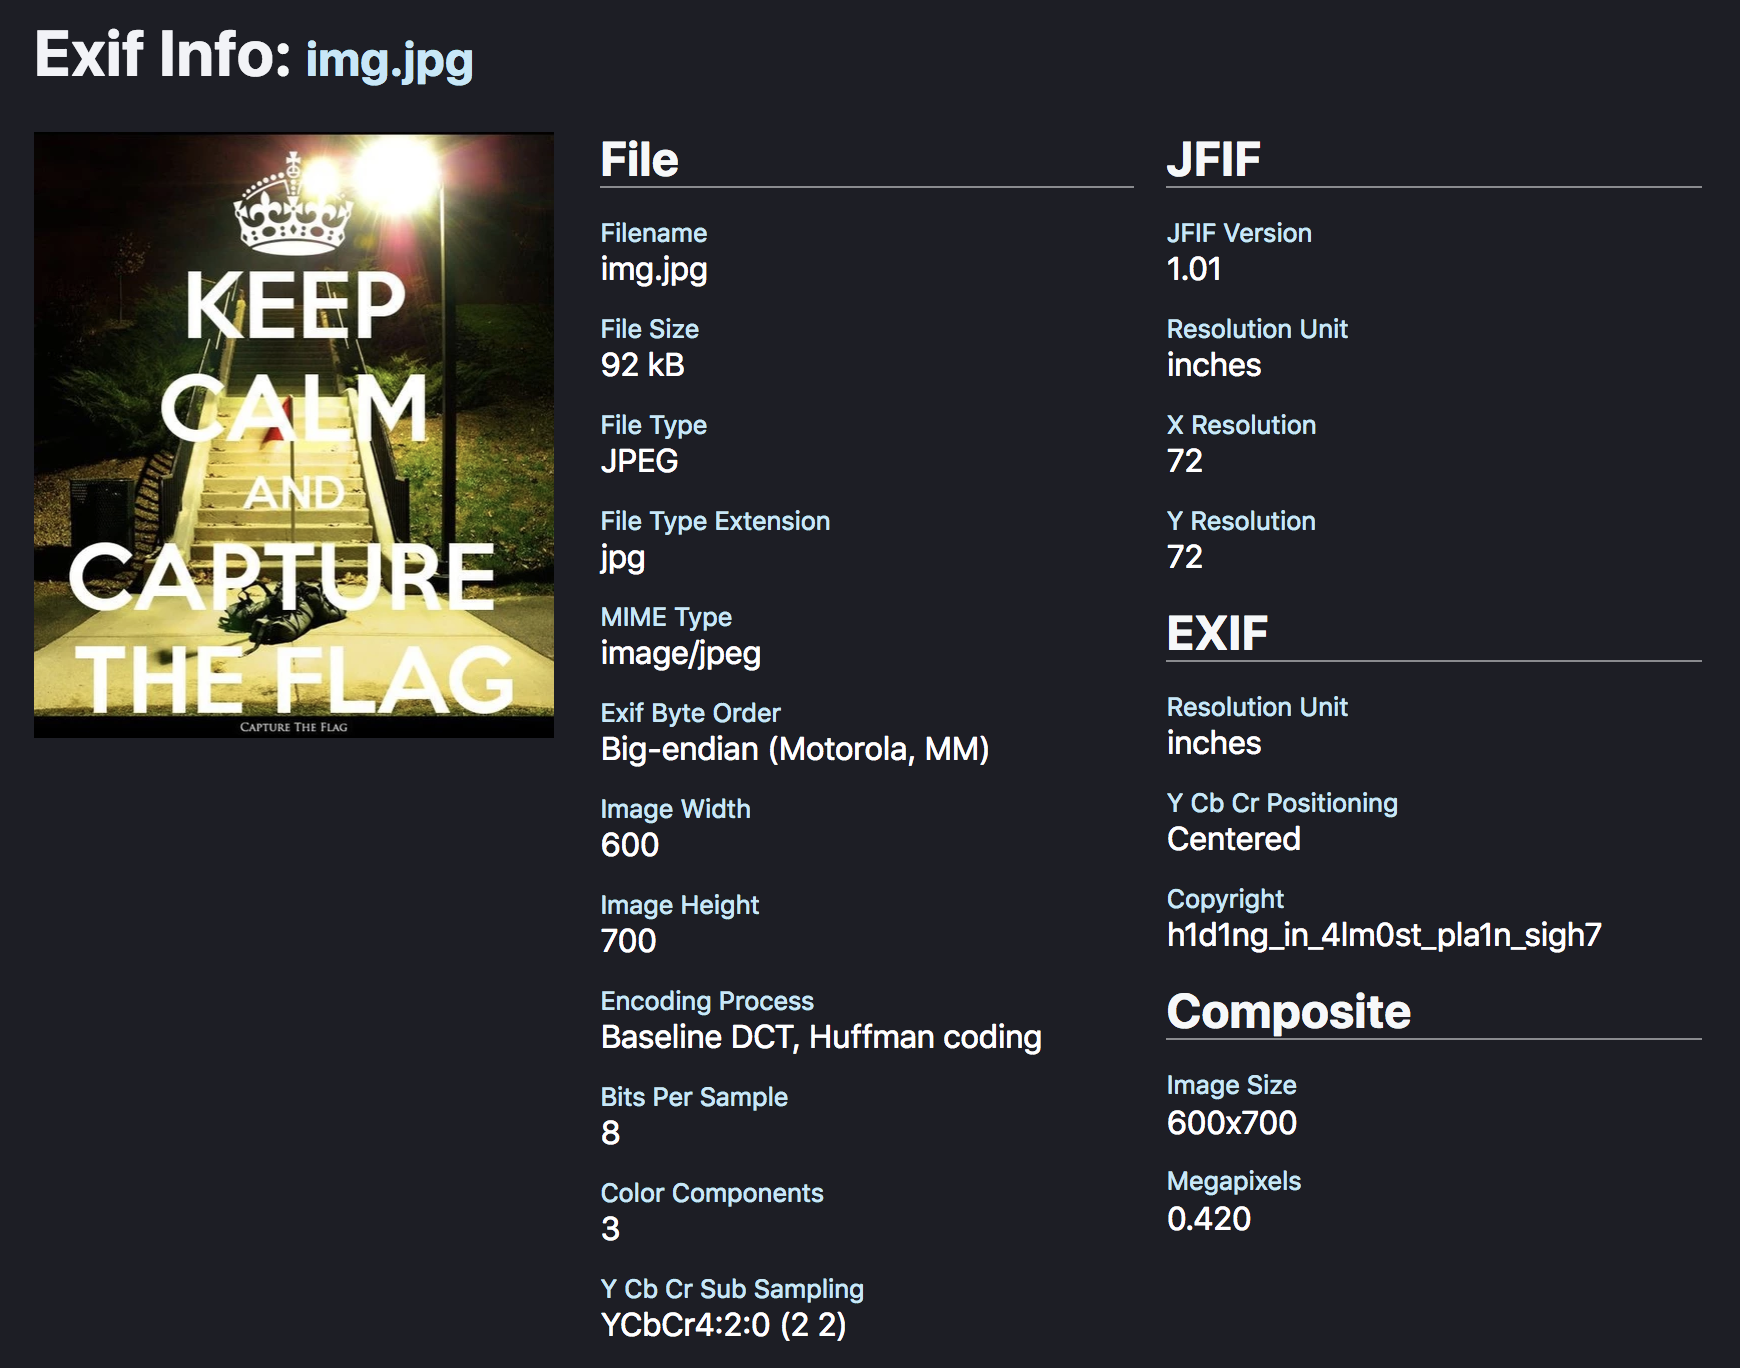 Exif Info: img.jpg
KEEP
CALM
AND
CAPTURE
THE FLAG
CAPTURE THE FLAG
File
Filename
img.jpg
File Size
92 kB
File Type
JPEG
File Type Extension
jpg
MIME Type
image/jpeg
Exif Byte Order
Big-endian (Motorola, MM)
Image Width
600
Image Height
700
Encoding Process
Baseline DCT, Huffman coding
Bits Per Sample
8
Color Components
3
Y Cb Cr Sub Sampling
YCbCr4:2:0 (2 2)
JFIF
JFIF Version
1.01
Resolution Unit
inches
X Resolution
72
Y Resolution
72
EXIF
Resolution Unit
inches
Y Cb Cr Positioning
Centered
Copyright
h1d1ng_in_4lm0st_pla1n_sigh7
Composite
Image Size
600x700
Megapixels
0.420